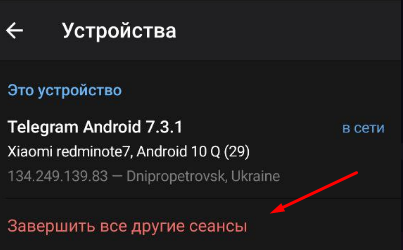 Устройства
Это устройство
Telegram Android 7.3.1
в сети
Xiaomi redminote7, Android 10 Q (29)
134.249.139.83 — Dnipropetrovsk, Ukraine
Завершить все другие сеансы